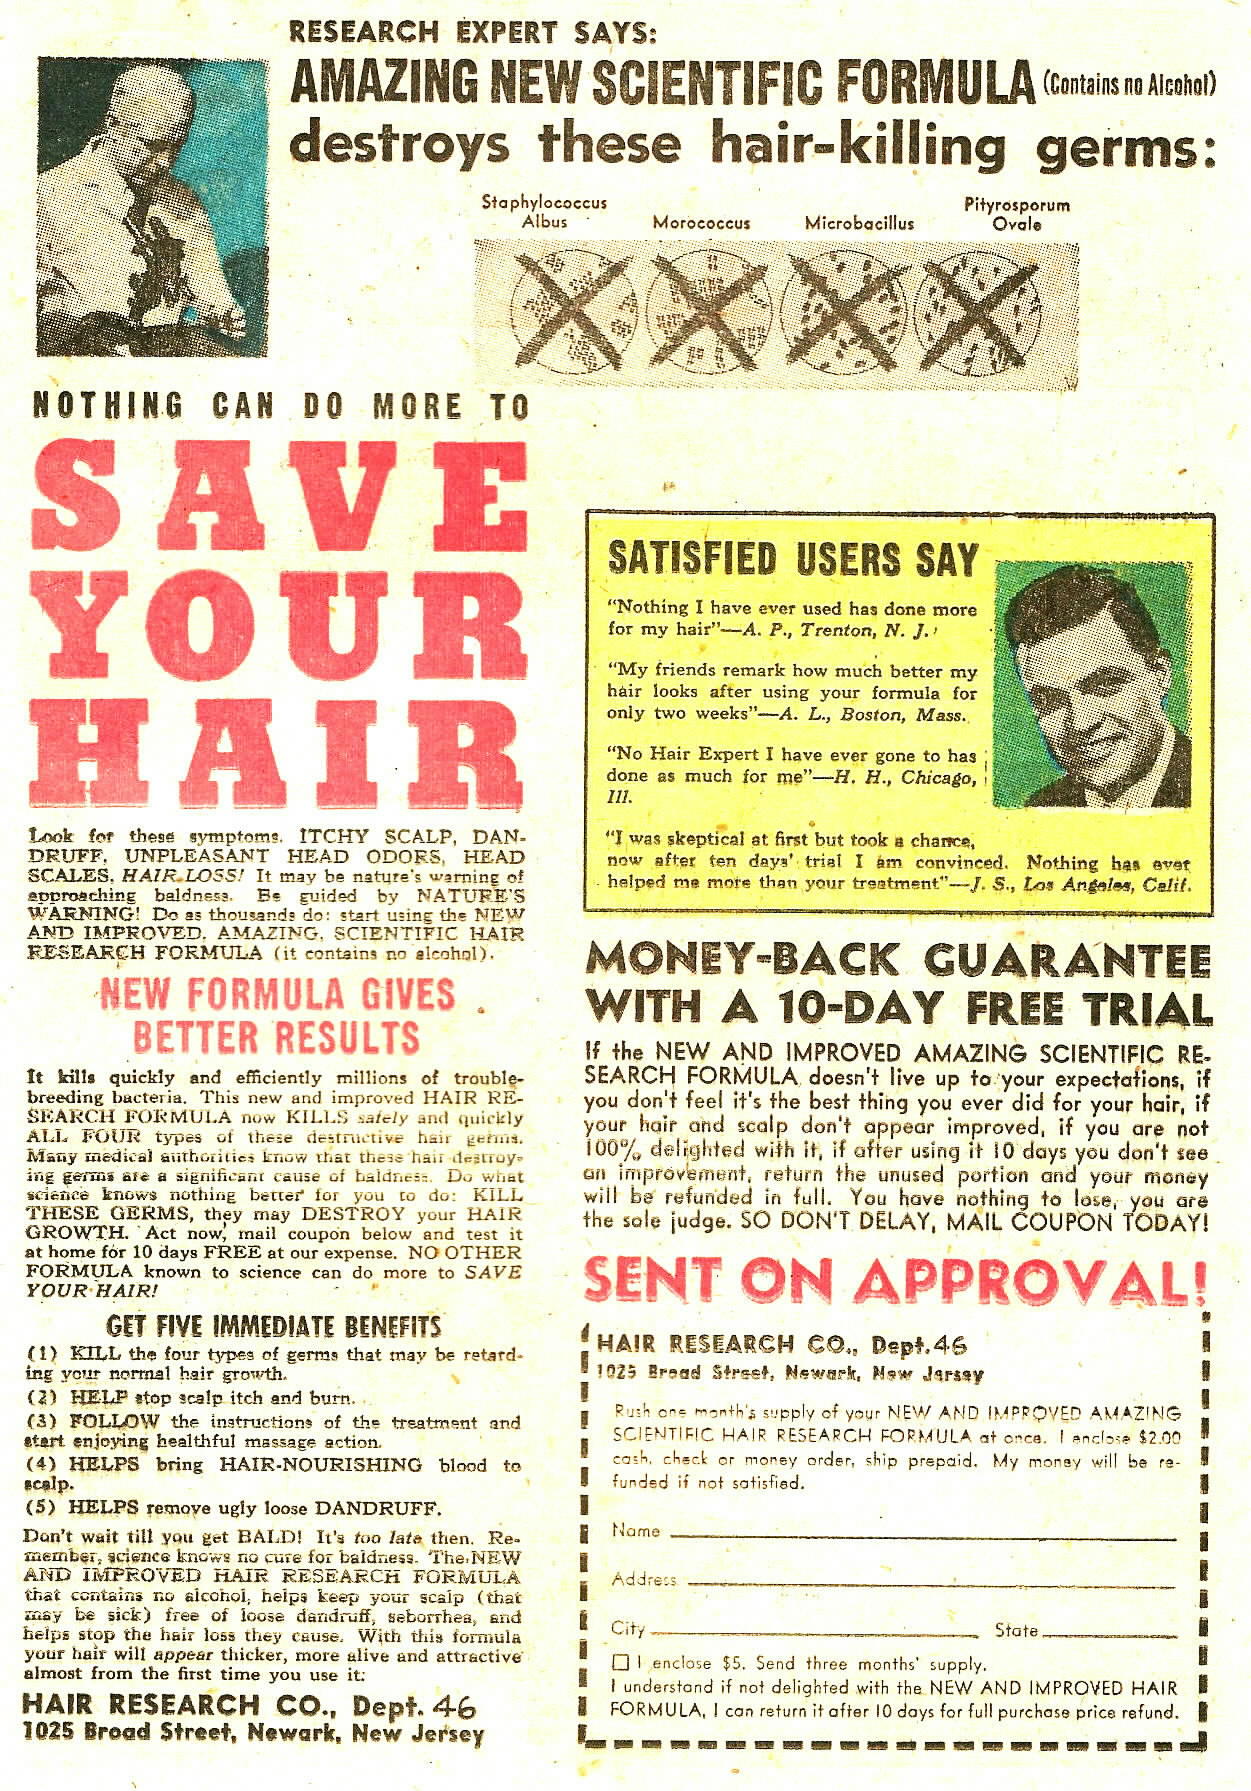 RESEARCH EXPERT SAYS:
AMAZING NEW SCIENTIFIC FORMULA (Contains no Alcohol)
destroys these hair-killing germs:
Staphylococcus
Albus
Morococcus
Microbacillus
Pityrosporum
Ovale
NOTHING CAN DO MORE TO
SAVE
YOUR
HAIR
Look for these symptoms. ITCHY SCALP, DAN-
DRUFF, UNPLEASANT HEAD ODORS, HEAD
SCALES, HAIR LOSS! It may be nature's warning of
approaching baldness. Be guided by NATURE'S
WARNING! Do as thousands do: start using the NEW
AND IMPROVED, AMAZING, SCIENTIFIC HAIR
RESEARCH FORMULA (it contains no alcohol).
NEW FORMULA GIVES
BETTER RESULTS
It kills quickly and efficiently millions of trouble-
breeding bacteria. This new and improved HAIR RE-
SEARCH FORMULA now KILLS safely and quickly
ALL FOUR types of these destructive hair germs.
Many medical authorities know that these hair destroy-
ing germs are a significant cause of baldness. Do what
science knows nothing better for you to do: KILL
THESE GERMS, they may DESTROY your HAIR
GROWTH. Act now, mail coupon below and test it
at home for 10 days FREE at our expense. NO OTHER
FORMULA known to science can do more to SAVE
YOUR HAIR!
GET FIVE IMMEDIATE BENEFITS
(1) KILL the four types of germs that may be retard-
ing your normal hair growth.
(2) HELP stop scalp itch and burn.
(3) FOLLOW the instructions of the treatment and
start enjoying healthful massage action.
(4) HELPS bring HAIR-NOURISHING blood to
scalp.
(5) HELPS remove ugly loose DANDRUFF.
Don't wait till you get BALD! It's too late then. Re-
member, science knows no cure for baldness. The NEW
AND IMPROVED HAIR RESEARCH FORMULA
that contains no alcohol, helps keep your scalp (that
may be sick) free of loose dandruff, seborrhea, and
helps stop the hair loss they cause. With this formula
your hair will appear thicker, more alive and attractive
almost from the first time you use it:
HAIR RESEARCH CO., Dept. 46
1025 Broad Street, Newark, New Jersey
SATISFIED USERS SAY
"Nothing I have ever used has done more
for my hair"—A. P., Trenton, N. J.
"My friends remark how much better my
hair looks after using your formula for
only two weeks"—A. L., Boston, Mass.
"No Hair Expert I have ever gone to has
done as much for me"—H. H., Chicago,
Ill.
"I was skeptical at first but took a chance,
now after ten days' trial I am convinced. Nothing has ever
helped me more than your treatment"—J. S., Los Angeles, Calif.
MONEY-BACK GUARANTEE
WITH A 10-DAY FREE TRIAL
If the NEW AND IMPROVED AMAZING SCIENTIFIC RE-
SEARCH FORMULA doesn't live up to your expectations, if
you don't feel it's the best thing you ever did for your hair, if
your hair and scalp don't appear improved, if you are not
100% delighted with it, if after using it 10 days you don't see
an improvement, return the unused portion and your money
will be refunded in full. You have nothing to lose, you are
the sole judge. SO DON'T DELAY, MAIL COUPON TODAY!
SENT ON APPROVAL!
HAIR RESEARCH CO., Dept. 46
1025 Broad Street, Newark, New Jersey
Rush one month's supply of your NEW AND IMPROVED AMAZING
SCIENTIFIC HAIR RESEARCH FORMULA at once. I enclose $2.00
cash, check or money order, ship prepaid. My money will be re-
funded if not satisfied.
Name
Address
City State
I enclose $5. Send three months' supply.
I understand if not delighted with the NEW AND IMPROVED HAIR
FORMULA, I can return it after 10 days for full purchase price refund.